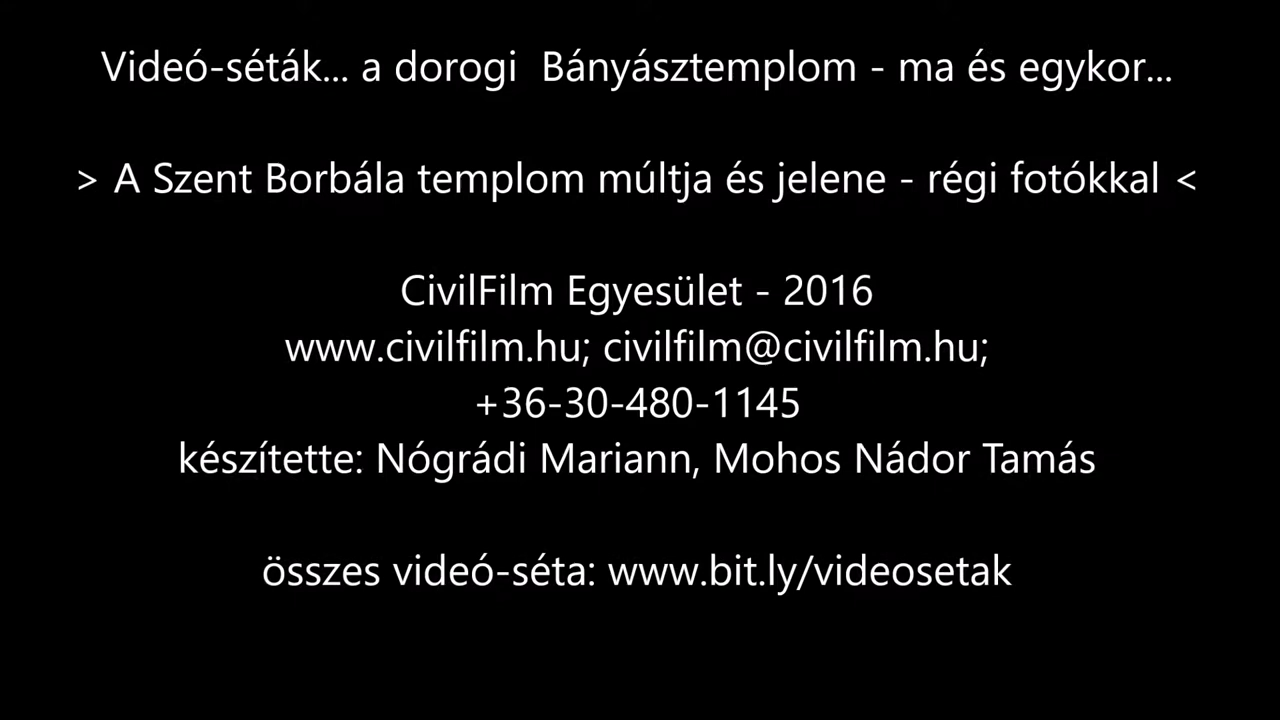 Videó-séták... a dorogi  Bányásztemplom - ma és egykor...
> A Szent Borbála templom múltja és jelene - régi fotókkal <
CivilFilm Egyesület - 2016
www.civilfilm.hu; civilfilm@civilfilm.hu;
+36-30-480-1145
készítette: Nógrádi Mariann, Mohos Nádor Tamás
összes videó-séta: www.bit.ly/videosetak